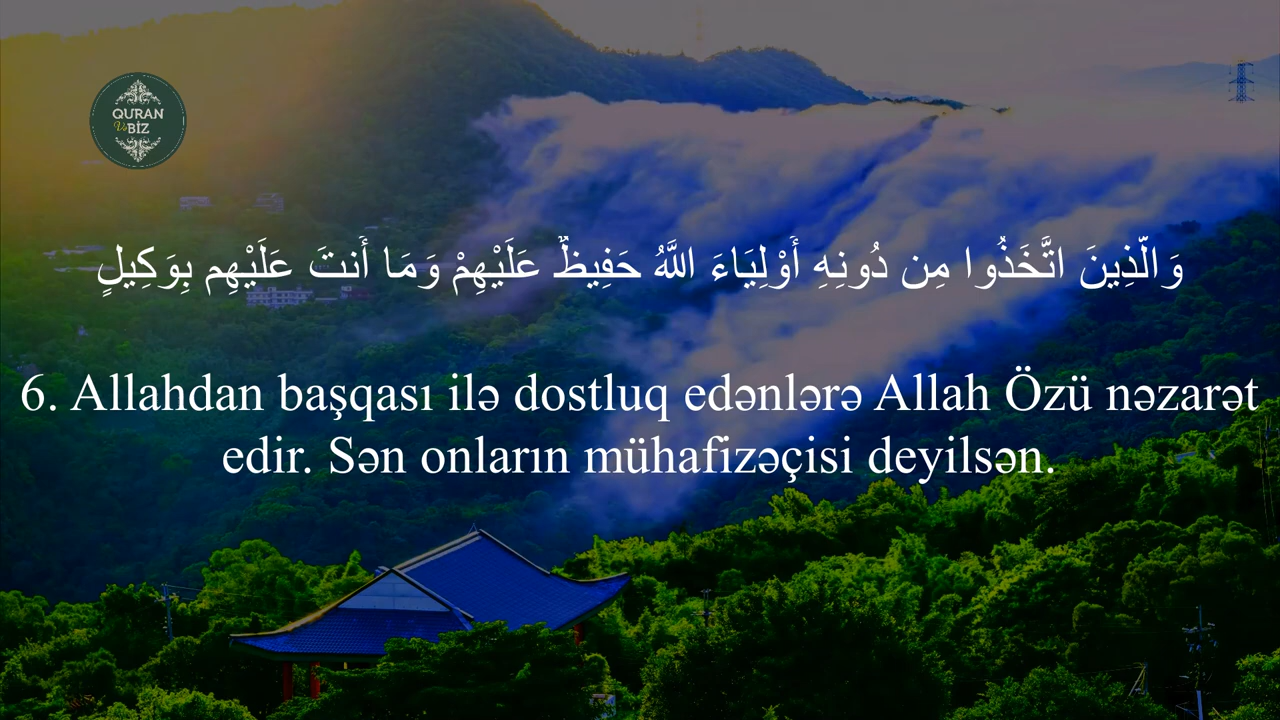 QURAN
Və BİZ
وَالَّذِينَ اتَّخَذُوا مِن دُونِهِ أَوْلِيَاءَ اللَّهُ حَفِيظٌ عَلَيْهِمْ وَمَا أَنتَ عَلَيْهِم بِوَكِيلٍ
6. Allahdan başqası ilə dostluq edənlərə Allah Özü nəzarət
edir. Sən onların mühafizəçisi deyilsən.